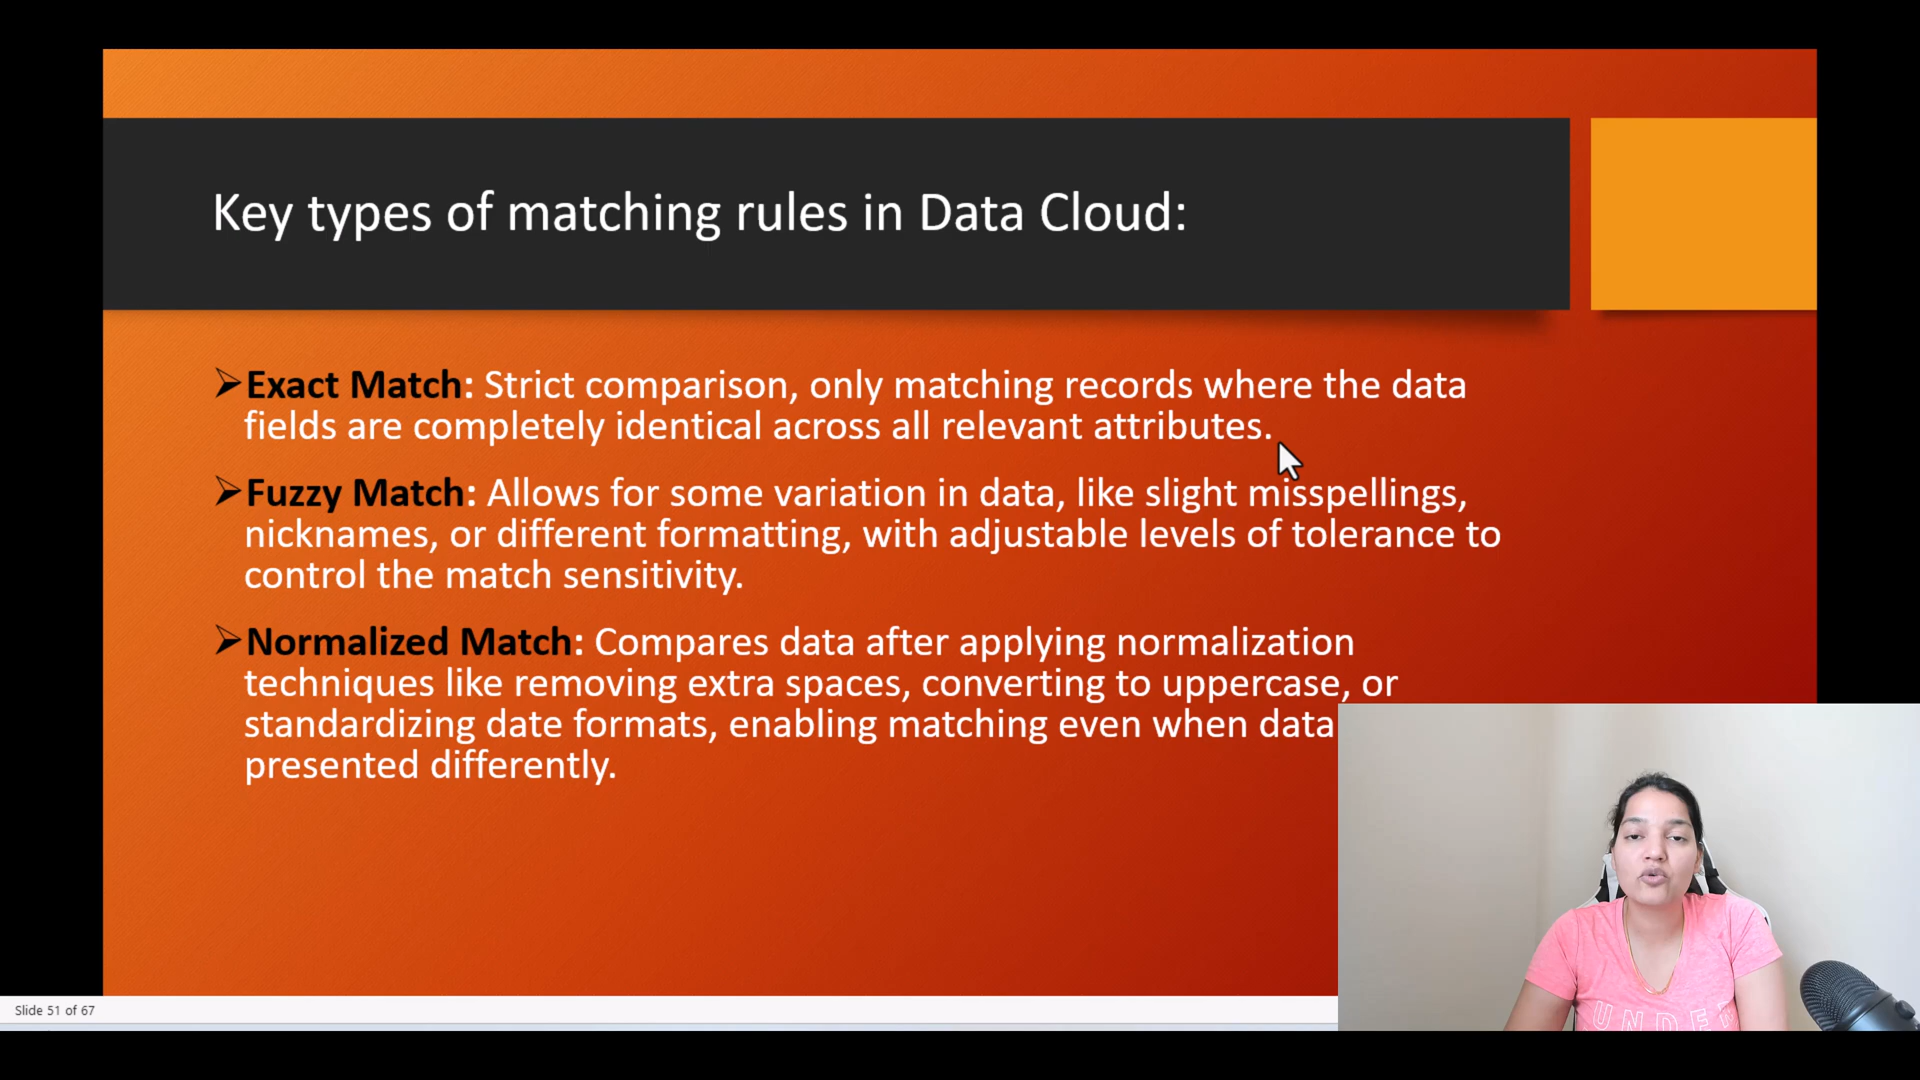 Key types of matching rules in Data Cloud:
➢Exact Match: Strict comparison, only matching records where the data
fields are completely identical across all relevant attributes.
➢Fuzzy Match: Allows for some variation in data, like slight misspellings,
nicknames, or different formatting, with adjustable levels of tolerance to
control the match sensitivity.
➢Normalized Match: Compares data after applying normalization
techniques like removing extra spaces, converting to uppercase, or
standardizing date formats, enabling matching even when data
presented differently.
Slide 51 of 67